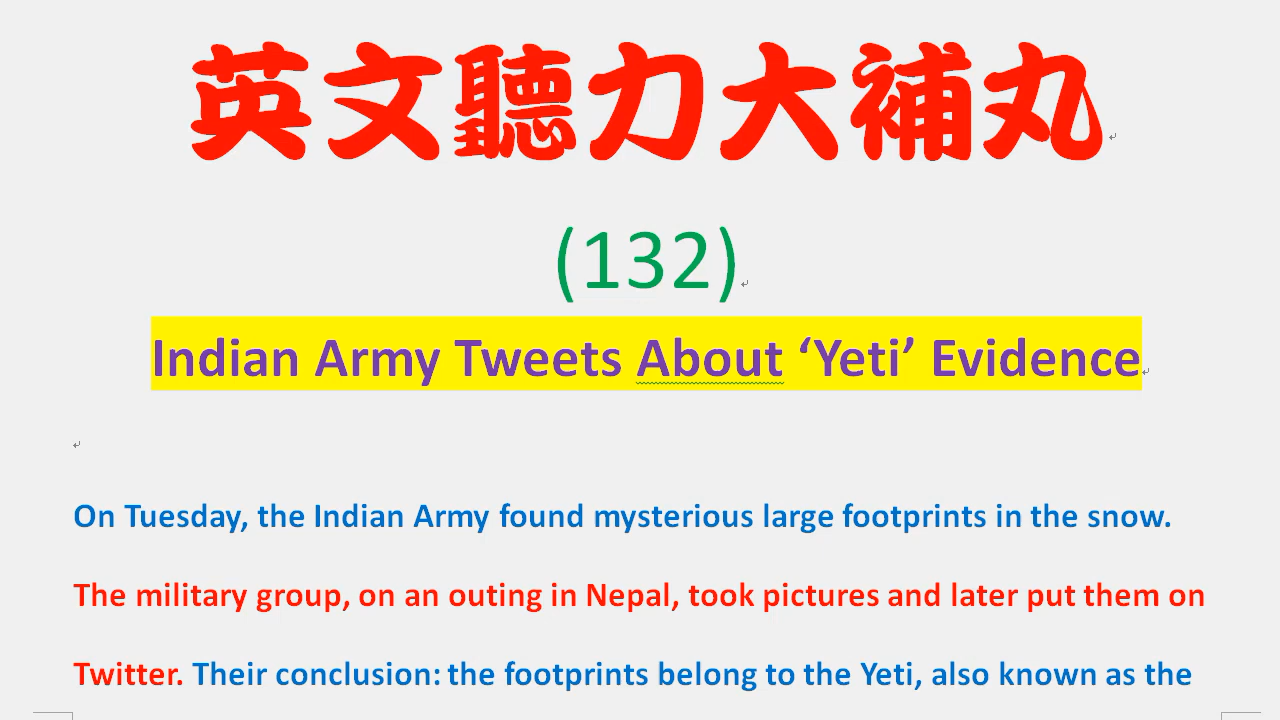 英文聽力大補丸
(132)
Indian Army Tweets About ‘Yeti’ Evidence
On Tuesday, the Indian Army found mysterious large footprints in the snow.
The military group, on an outing in Nepal, took pictures and later put them on
Twitter. Their conclusion: the footprints belong to the Yeti, also known as the